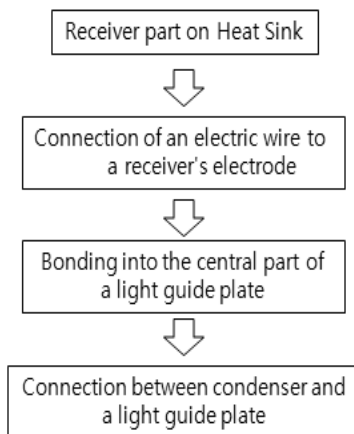 Receiver part on Heat Sink
Connection of an electric wire to
a receiver's electrode
Bonding into the central part of
a light guide plate
Connection between condenser and
a light guide plate